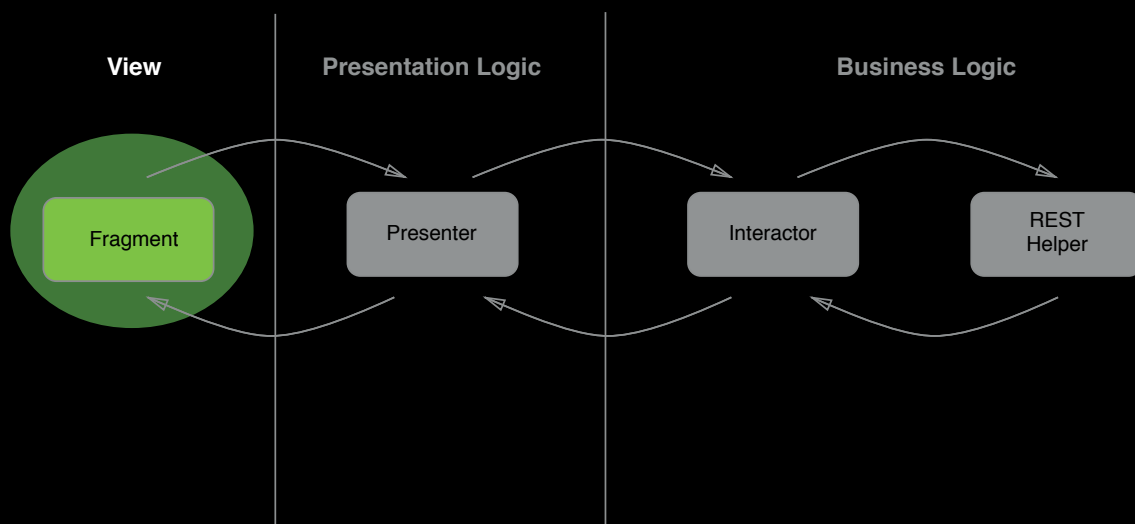 View
Presentation Logic
Business Logic
Fragment
Presenter
Interactor
REST
Helper